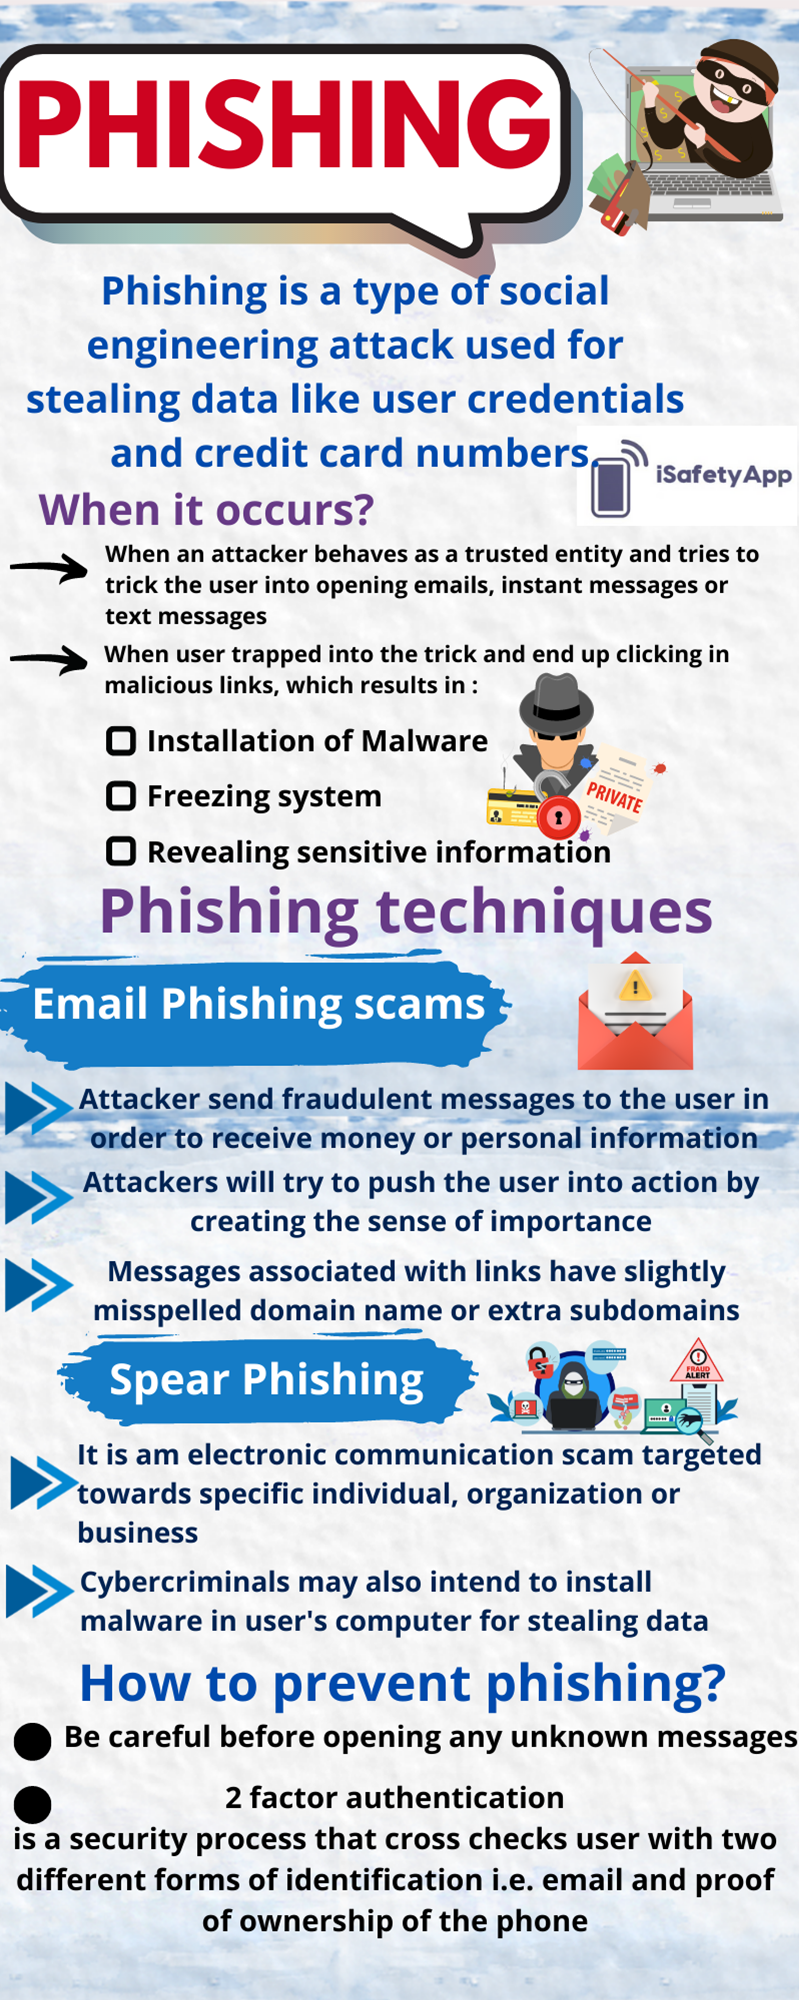 PHISHING
Phishing is a type of social
engineering attack used for
stealing data like user credentials
and credit card numbers.
iSafetyApp
When it occurs?
When an attacker behaves as a trusted entity and tries to
trick the user into opening emails, instant messages or
text messages
When user trapped into the trick and end up clicking in
malicious links, which results in :
Installation of Malware
PRIVATE
Freezing system
Revealing sensitive information
Phishing techniques
Email Phishing scams
Attacker send fraudulent messages to the user in
order to receive money or personal information
Attackers will try to push the user into action by
creating the sense of importance
Messages associated with links have slightly
misspelled domain name or extra subdomains
Spear Phishing
FRAUD
ALERT
It is am electronic communication scam targeted
towards specific individual, organization or
business
Cybercriminals may also intend to install
malware in user's computer for stealing data
How to prevent phishing?
Be careful before opening any unknown messages
2 factor authentication
is a security process that cross checks user with two
different forms of identification i.e. email and proof
of ownership of the phone